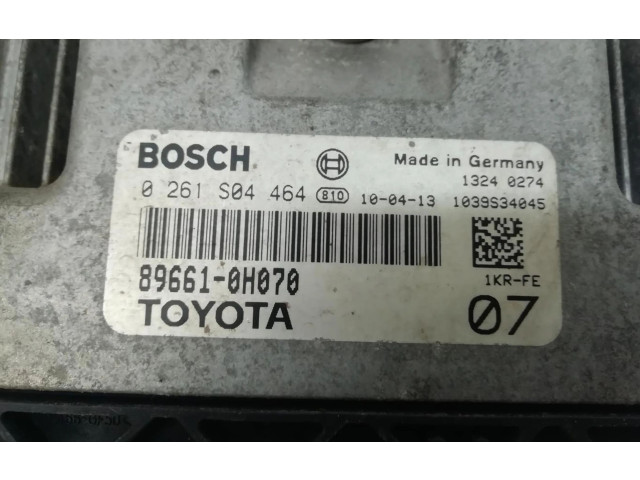 BOSCH Made in Germany
1324 0274
0 261 S04 464 810 10-04-13 1039S34045
89661-0H070 1KR-FE
TOYOTA 07